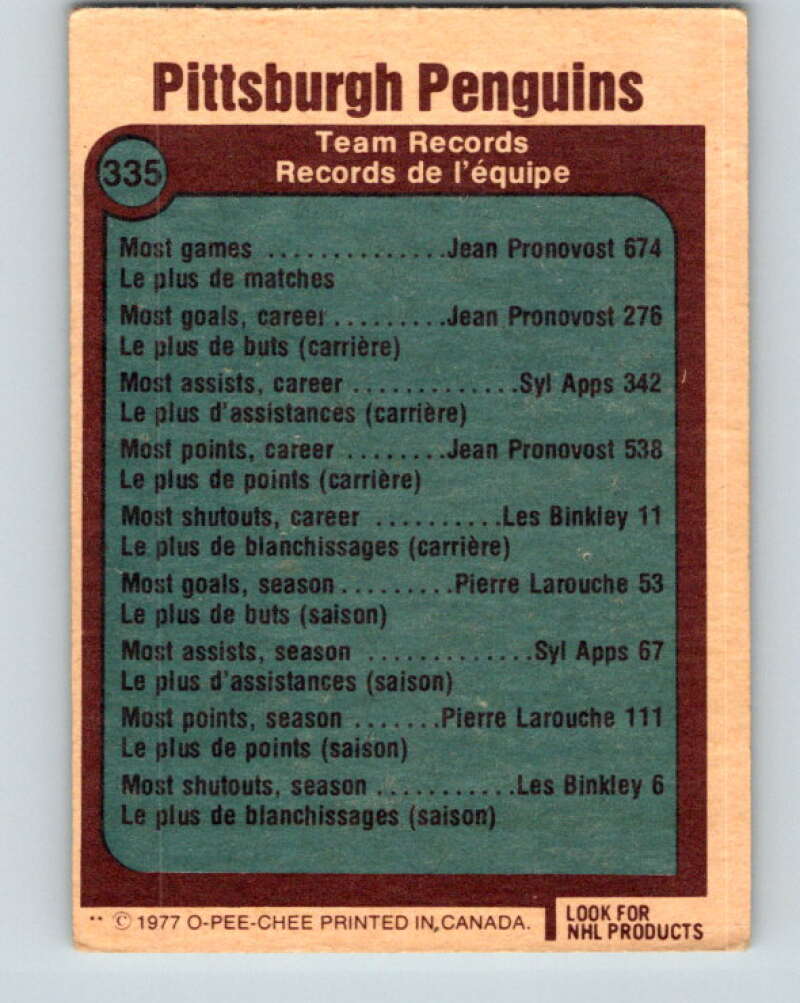 Pittsburgh Penguins
335
Team Records
Records de l'équipe
Most games ..............Jean Pronovost 674
Le plus de matches
Most goals, career.........Jean Pronovost 276
Le plus de buts (carrière)
Most assists, career .............Syl Apps 342
Le plus d'assistances (carrière)
Most points, career ........Jean Pronovost 538
Le plus de points (carrière)
Most shutouts, career ..........Les Binkley 11
Le plus de blanchissages (carrière)
Most goals, season.........Pierre Larouche 53
Le plus de buts (saison)
Most assists, season .............Syl Apps 67
Le plus d'assistances (saison)
Most points, season .......Pierre Larouche 111
Le plus de points (saison)
Most shutouts, season ...........Les Binkley 6
Le plus de blanchissages (saison)
** © 1977 O-PEE-CHEE PRINTED IN CANADA.
LOOK FOR
NHL PRODUCTS